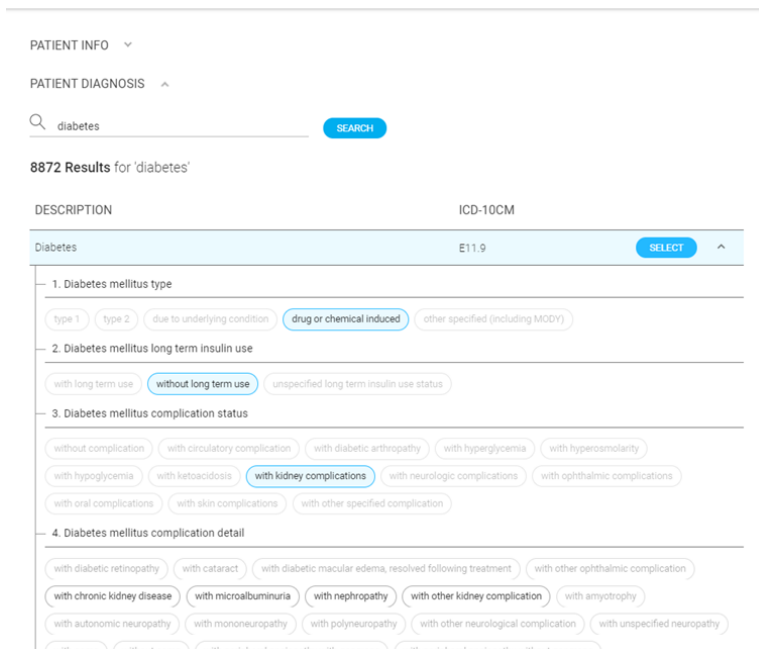 PATIENT INFO
PATIENT DIAGNOSIS
diabetes SEARCH
8872 Results for 'diabetes'
DESCRIPTION ICD-10CM
Diabetes E11.9 SELECT
1. Diabetes mellitus type
type 1 type 2 due to underlying condition drug or chemical induced other specified (including MODY)
2. Diabetes mellitus long term insulin use
with long term use without long term use unspecified long term insulin use status
3. Diabetes mellitus complication status
without complication with circulatory complication with diabetic arthropathy with hyperglycemia with hyperosmolarity
with hypoglycemia with ketoacidosis with kidney complications with neurologic complications with ophthalmic complications
with oral complications with skin complications with other specified complication
4. Diabetes mellitus complication detail
with diabetic retinopathy with cataract with diabetic macular edema, resolved following treatment with other ophthalmic complication
with chronic kidney disease with microalbuminuria with nephropathy with other kidney complication with amyotrophy
with autonomic neuropathy with mononeuropathy with polyneuropathy with other neurological complication with unspecified neuropathy